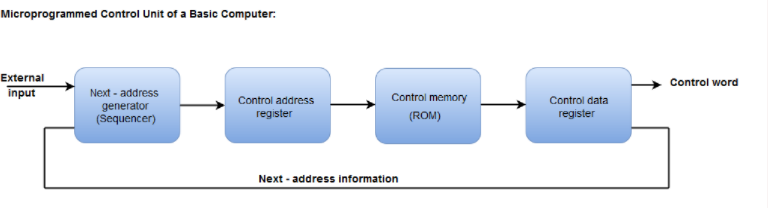 Microprogrammed Control Unit of a Basic Computer:
External
input
Next - address
generator
(Sequencer)
Control address
register
Control memory
(ROM)
Control data
register
Control word
Next - address information